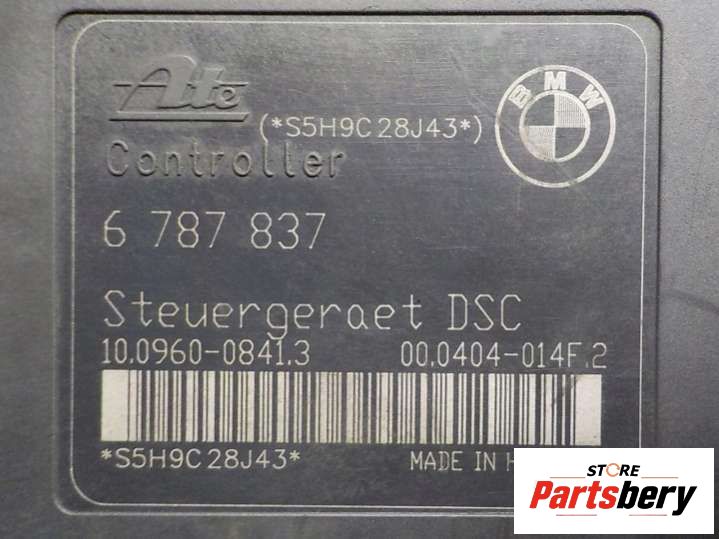 Ate
BMW
(*S5H9C28J43*)
Controller
6 787 837
Steuergeraet DSC
10.0960-0841.3 00.0404-014F.2
*S5H9C28J43* MADE IN
STORE
Partsbery